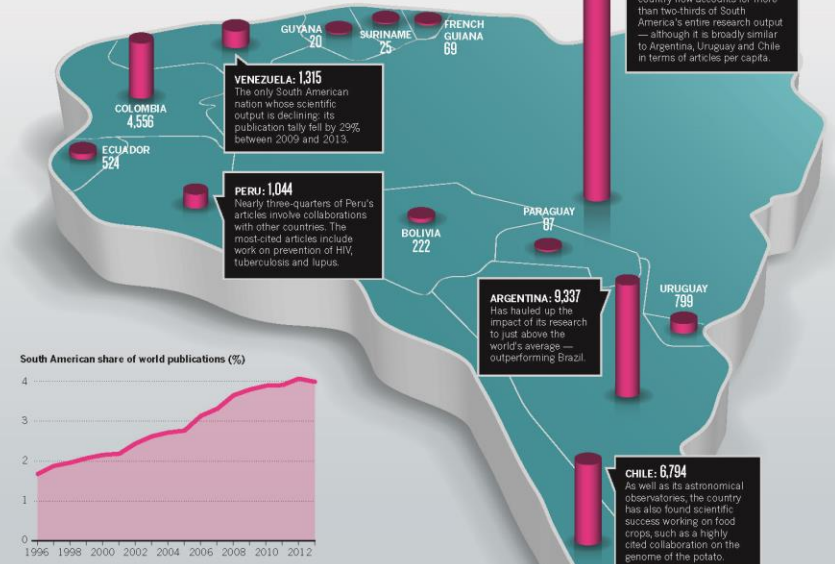 country now accounts for more
than two-thirds of South
America's entire research output
— although it is broadly similar
to Argentina, Uruguay and Chile
in terms of articles per capita.
GUYANA
20
SURINAME
25
FRENCH
GUIANA
69
COLOMBIA
4,556
VENEZUELA: 1,315
The only South American
nation whose scientific
output is declining: its
publication tally fell by 29%
between 2009 and 2013.
ECUADOR
524
PERU: 1,044
Nearly three-quarters of Peru's
articles involve collaborations
with other countries. The
most-cited articles include
work on prevention of HIV,
tuberculosis and lupus.
BOLIVIA
222
PARAGUAY
87
ARGENTINA: 9,337
Has hauled up the
impact of its research
to just above the
world's average —
outperforming Brazil.
URUGUAY
799
South American share of world publications (%)
4
3
2
1
0
1996 1998 2000 2002 2004 2006 2008 2010 2012
CHILE: 6,794
As well as its astronomical
observatories, the country
has also found scientific
success working on food
crops, such as a highly
cited collaboration on the
genome of the potato.